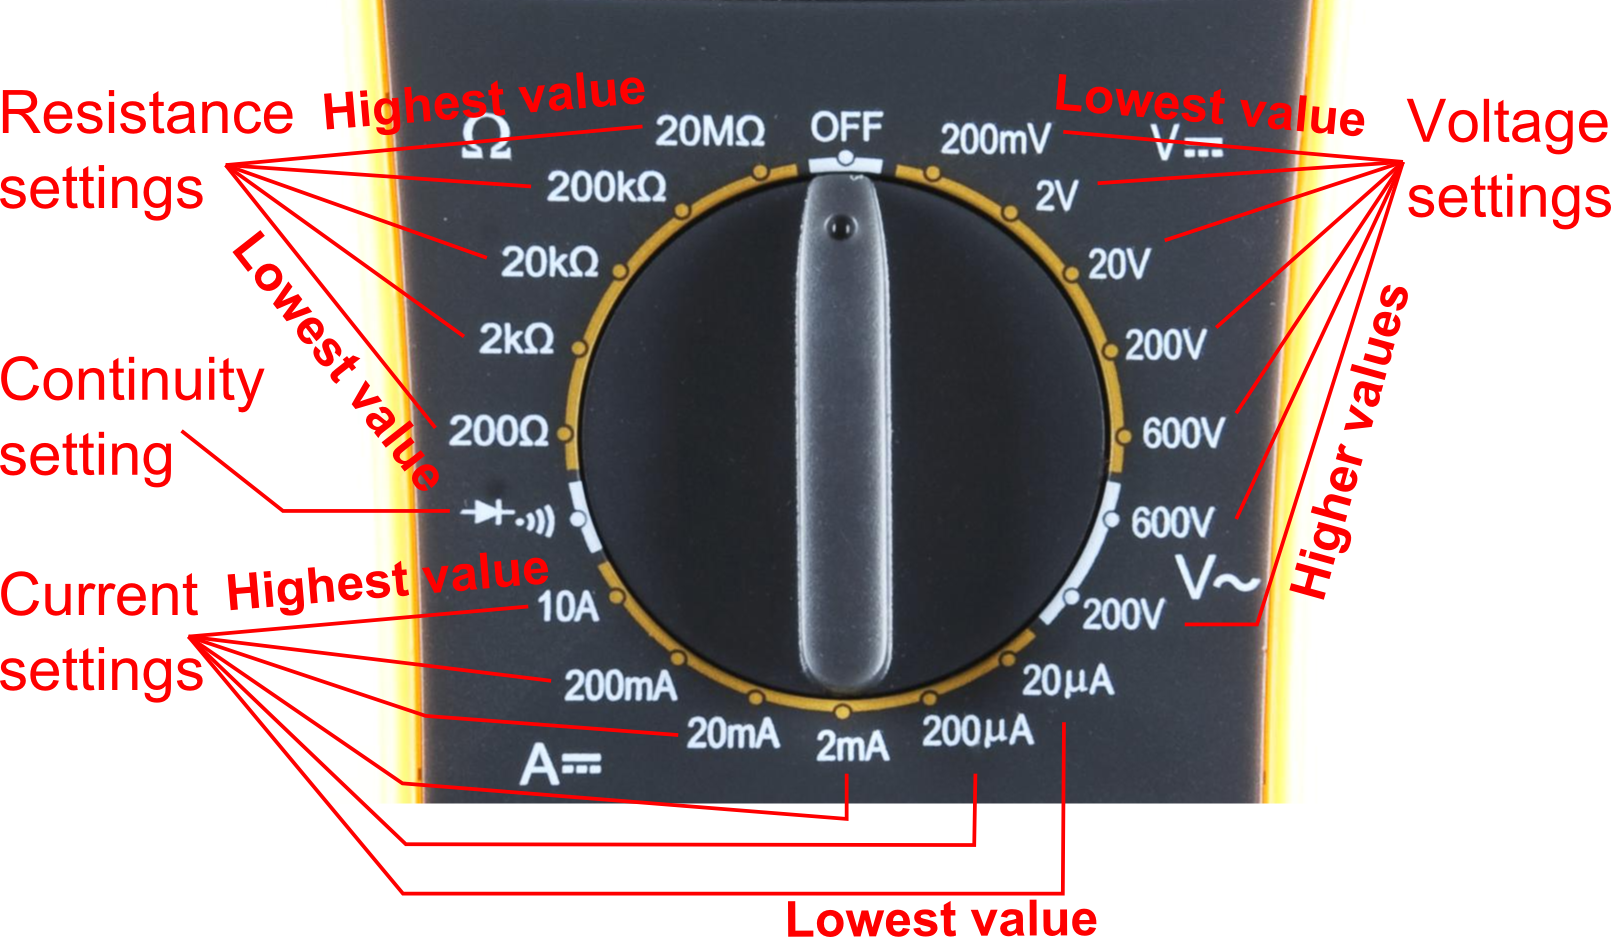 Resistance
settings
Highest value
Lowest value
Ω
20MΩ
200kΩ
20kΩ
2kΩ
200Ω
OFF
Lowest value
Voltage
settings
Higher values
V
200mV
2V
20V
200V
600V
600V
V~
200V
Continuity
setting
Current
settings
Highest value
10A
200mA
20mA
2mA
200µA
20µA
A
Lowest value